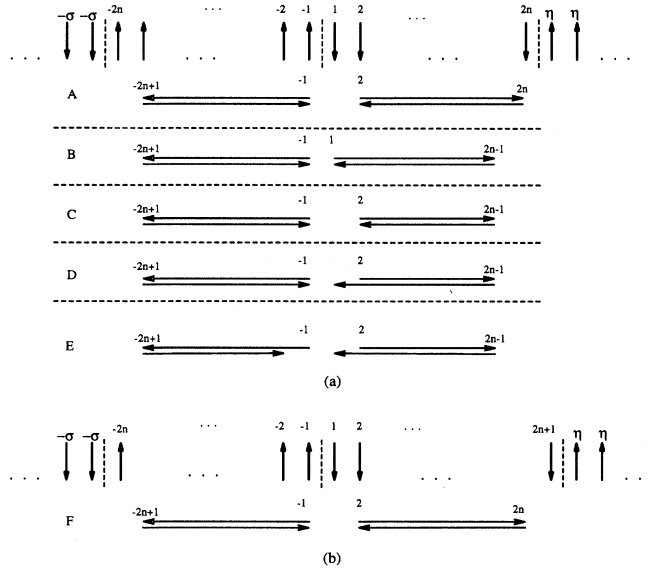 −σ −σ -2n . . . -2 -1 1 2 . . . 2n η η
. . . . . . . . . . . . .
A -2n+1 -1 2 2n
B -2n+1 -1 1 2n-1
C -2n+1 -1 2 2n-1
D -2n+1 -1 2 2n-1
E -2n+1 -1 2 2n-1
(a)
−σ −σ -2n . . . -2 -1 1 2 . . . 2n+1 η η
. . . . . . . . . . . .
F -2n+1 -1 2 2n
(b)